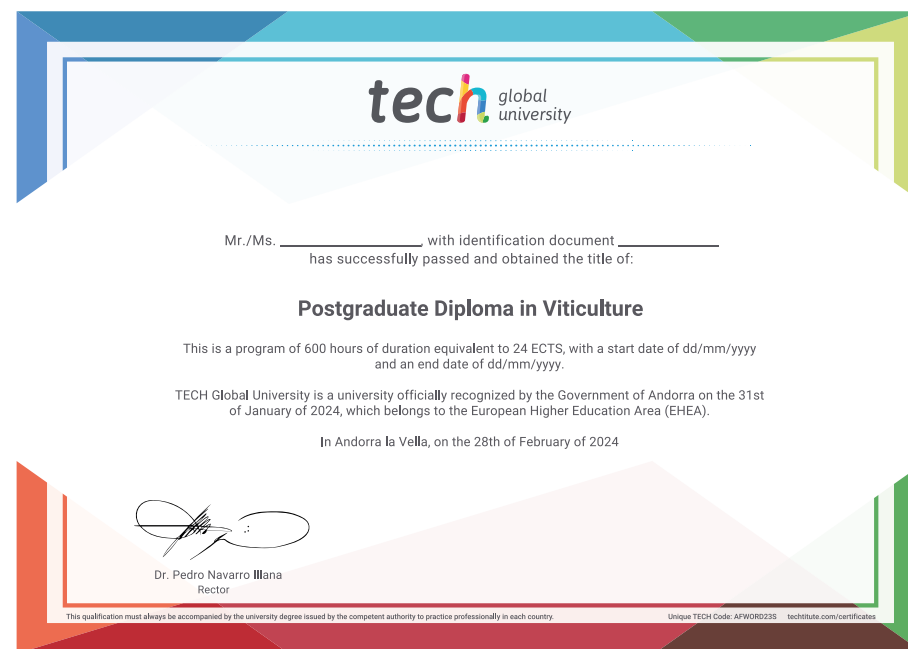 tech global
university
Mr./Ms. ____________, with identification document ____________
has successfully passed and obtained the title of:
Postgraduate Diploma in Viticulture
This is a program of 600 hours of duration equivalent to 24 ECTS, with a start date of dd/mm/yyyy
and an end date of dd/mm/yyyy.
TECH Global University is a university officially recognized by the Government of Andorra on the 31st
of January of 2024, which belongs to the European Higher Education Area (EHEA).
In Andorra la Vella, on the 28th of February of 2024
Dr. Pedro Navarro Illana
Rector
This qualification must always be accompanied by the university degree issued by the competent authority to practice professionally in each country.
Unique TECH Code: AFWORD23S techtitute.com/certificates